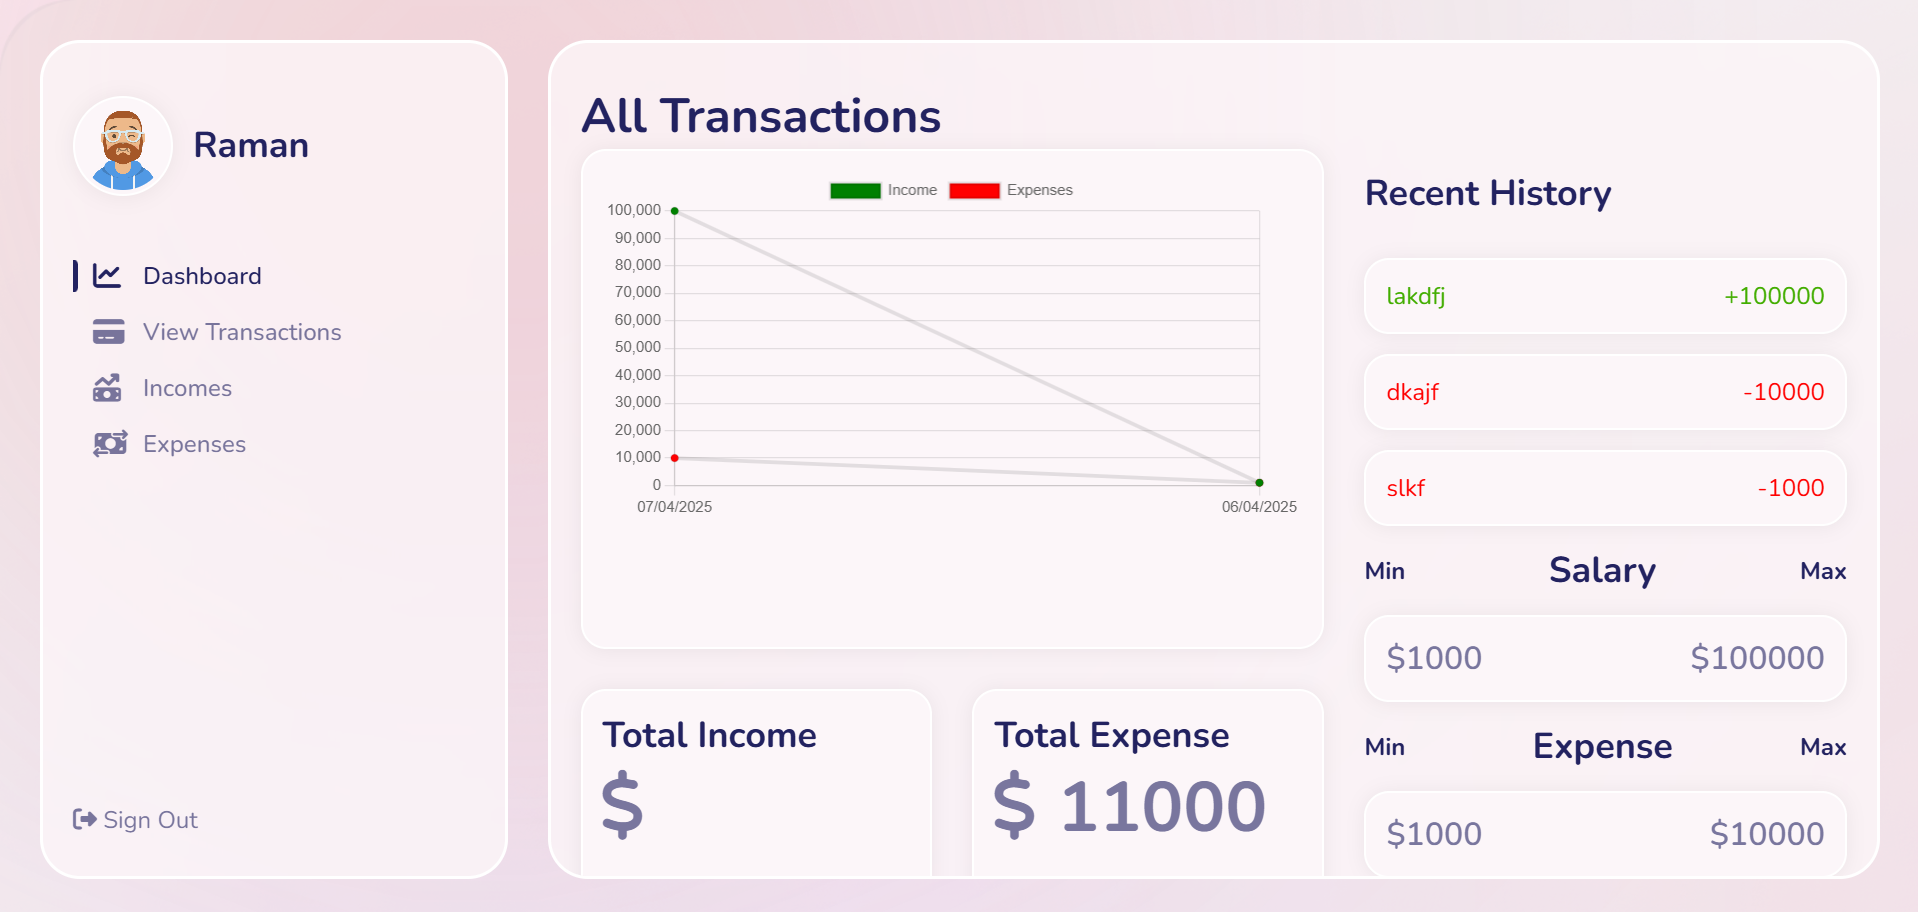 Raman
Dashboard
View Transactions
Incomes
Expenses
Sign Out
All Transactions
Income Expenses
100,000
90,000
80,000
70,000
60,000
50,000
40,000
30,000
20,000
10,000
0
07/04/2025 06/04/2025
Total Income
$
Total Expense
$ 11000
Recent History
lakdfj +100000
dkajf -10000
slkf -1000
Min Salary Max
$1000 $100000
Min Expense Max
$1000 $10000